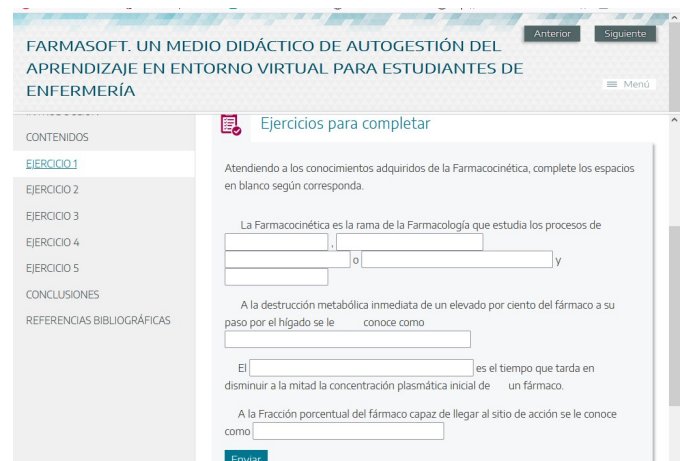 Anterior
Siguiente
FARMASOFT. UN MEDIO DIDÁCTICO DE AUTOGESTIÓN DEL
APRENDIZAJE EN ENTORNO VIRTUAL PARA ESTUDIANTES DE
ENFERMERÍA
Menú
CONTENIDOS
EJERCICIO 1
EJERCICIO 2
EJERCICIO 3
EJERCICIO 4
EJERCICIO 5
CONCLUSIONES
REFERENCIAS BIBLIOGRÁFICAS
Ejercicios para completar
Atendiendo a los conocimientos adquiridos de la Farmacocinética, complete los espacios
en blanco según corresponda.
La Farmacocinética es la rama de la Farmacología que estudia los procesos de
,
o y
A la destrucción metabólica inmediata de un elevado por ciento del fármaco a su
paso por el hígado se le conoce como
El es el tiempo que tarda en
disminuir a la mitad la concentración plasmática inicial de un fármaco.
A la Fracción porcentual del fármaco capaz de llegar al sitio de acción se le conoce
como
Enviar